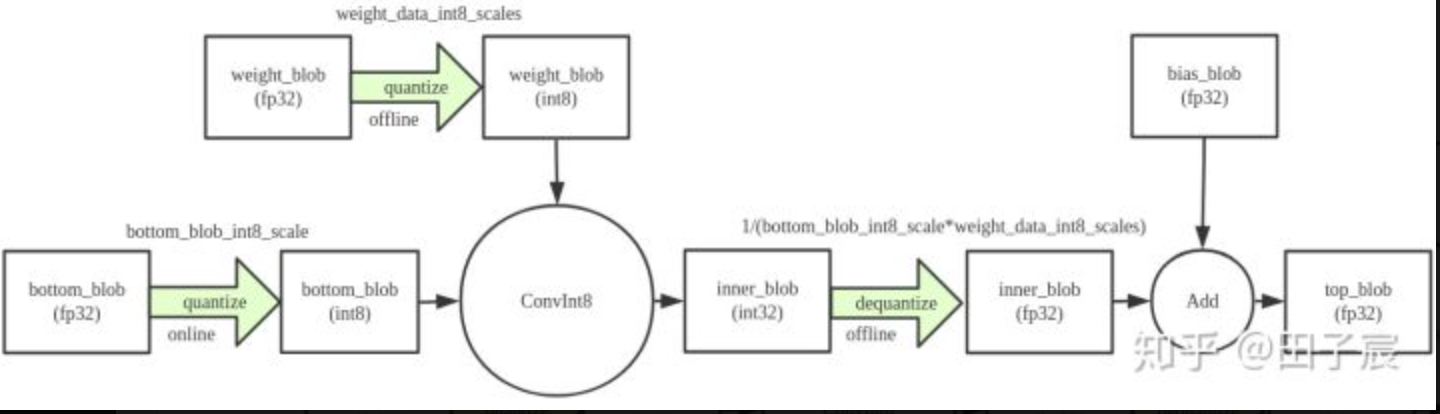 weight_data_int8_scales
weight_blob
(fp32)
quantize
offline
weight_blob
(int8)
bias_blob
(fp32)
bottom_blob_int8_scale
bottom_blob
(fp32)
quantize
online
bottom_blob
(int8)
ConvInt8
inner_blob
(int32)
1/(bottom_blob_int8_scale*weight_data_int8_scales)
dequantize
offline
inner_blob
(fp32)
Add
top_blob
(fp32)
知乎 @田子宸